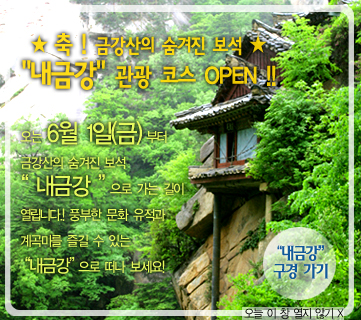 ★ 축 ! 금강산의 숨겨진 보석 ★
"내금강" 관광 코스 OPEN !!
오는 6월 1일(금) 부터
금강산의 숨겨진 보석
“ 내금강 ” 으로 가는 길이
열립니다! 풍부한 문화 유적과
계곡미를 즐길 수 있는
“내금강” 으로 떠나 보세요!
“내금강”
구경 가기
오늘 이 창 열지 않기 X